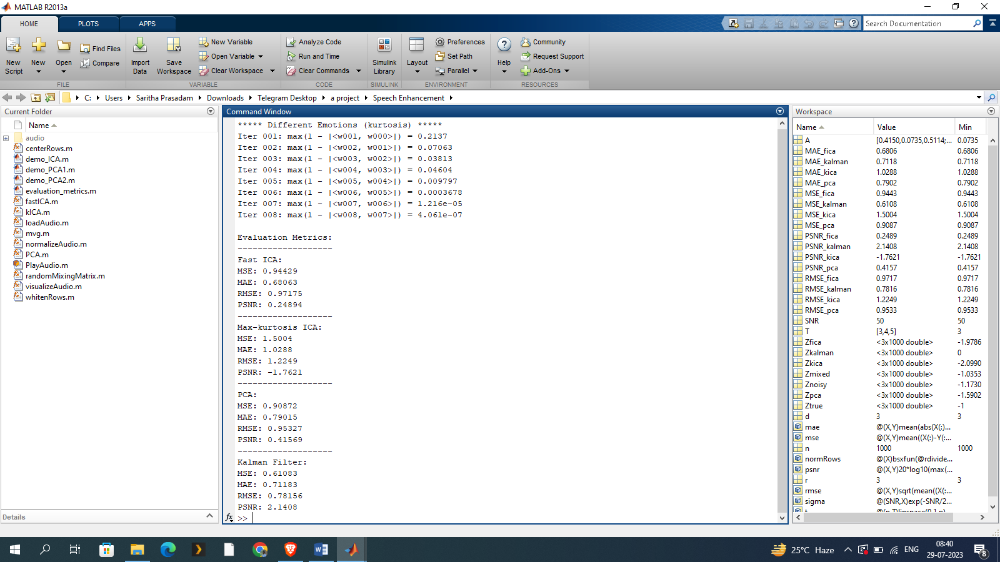 MATLAB R2013a
HOME PLOTS APPS
Search Documentation
New Script
New
Open
Find Files
Compare
Import Data
Save Workspace
New Variable
Open Variable
Clear Workspace
Analyze Code
Run and Time
Clear Commands
Simulink Library
Layout
Preferences
Set Path
Parallel
Help
Community
Request Support
Add-Ons
FILE VARIABLE CODE SIMULINK ENVIRONMENT RESOURCES
C: Users Saritha Prasadam Downloads Telegram Desktop a project Speech Enhancement
Current Folder
Name
audio
centerRows.m
demo_ICA.m
demo_PCA1.m
demo_PCA2.m
evaluation_metrics.m
fastICA.m
kICA.m
loadAudio.m
mvg.m
normalizeAudio.m
PCA.m
PlayAudio.m
randomMixingMatrix.m
visualizeAudio.m
whitenRows.m
Details
Command Window
***** Different Emotions (kurtosis) *****
Iter 001: max(1 - |<w001, w000>|) = 0.2137
Iter 002: max(1 - |<w002, w001>|) = 0.07063
Iter 003: max(1 - |<w003, w002>|) = 0.03813
Iter 004: max(1 - |<w004, w003>|) = 0.04604
Iter 005: max(1 - |<w005, w004>|) = 0.009797
Iter 006: max(1 - |<w006, w005>|) = 0.0003678
Iter 007: max(1 - |<w007, w006>|) = 1.216e-05
Iter 008: max(1 - |<w008, w007>|) = 4.061e-07
Evaluation Metrics:
-------------------
Fast ICA:
MSE: 0.94429
MAE: 0.68063
RMSE: 0.97175
PSNR: 0.24894
-------------------
Max-kurtosis ICA:
MSE: 1.5004
MAE: 1.0288
RMSE: 1.2249
PSNR: -1.7621
-------------------
PCA:
MSE: 0.90872
MAE: 0.79015
RMSE: 0.95327
PSNR: 0.41569
-------------------
Kalman Filter:
MSE: 0.61083
MAE: 0.71183
RMSE: 0.78156
PSNR: 2.1408
fx >>
Workspace
Name Value Min
A [0.4150,0.0735,0.5114;... 0.0735
MAE_fica 0.6806 0.6806
MAE_kalman 0.7118 0.7118
MAE_kica 1.0288 1.0288
MAE_pca 0.7902 0.7902
MSE_fica 0.9443 0.9443
MSE_kalman 0.6108 0.6108
MSE_kica 1.5004 1.5004
MSE_pca 0.9087 0.9087
PSNR_fica 0.2489 0.2489
PSNR_kalman 2.1408 2.1408
PSNR_kica -1.7621 -1.7621
PSNR_pca 0.4157 0.4157
RMSE_fica 0.9717 0.9717
RMSE_kalman 0.7816 0.7816
RMSE_kica 1.2249 1.2249
RMSE_pca 0.9533 0.9533
SNR 50 50
T [3,4,5] 3
Zfica <3x1000 double> -1.9786
Zkalman <3x1000 double> 0
Zkica <3x1000 double> -2.0990
Zmixed <3x1000 double> -1.0353
Znoisy <3x1000 double> -1.1730
Zpca <3x1000 double> -1.5902
Ztrue <3x1000 double> -1
d 3 3
mae @(X,Y)mean(abs(X(:)...
mse @(X,Y)mean((X(:)-Y(:...
n 1000 1000
normRows @(X)bsxfun(@rdivide...
psnr @(X,Y)20*log10(max(...
r 3 3
rmse @(X,Y)sqrt(mean((X(:...
sigma @(SNR,X)exp(-SNR/2...
t @(n,T)linspace(0,1,n)...
25°C Haze
ENG
08:40
29-07-2023
8